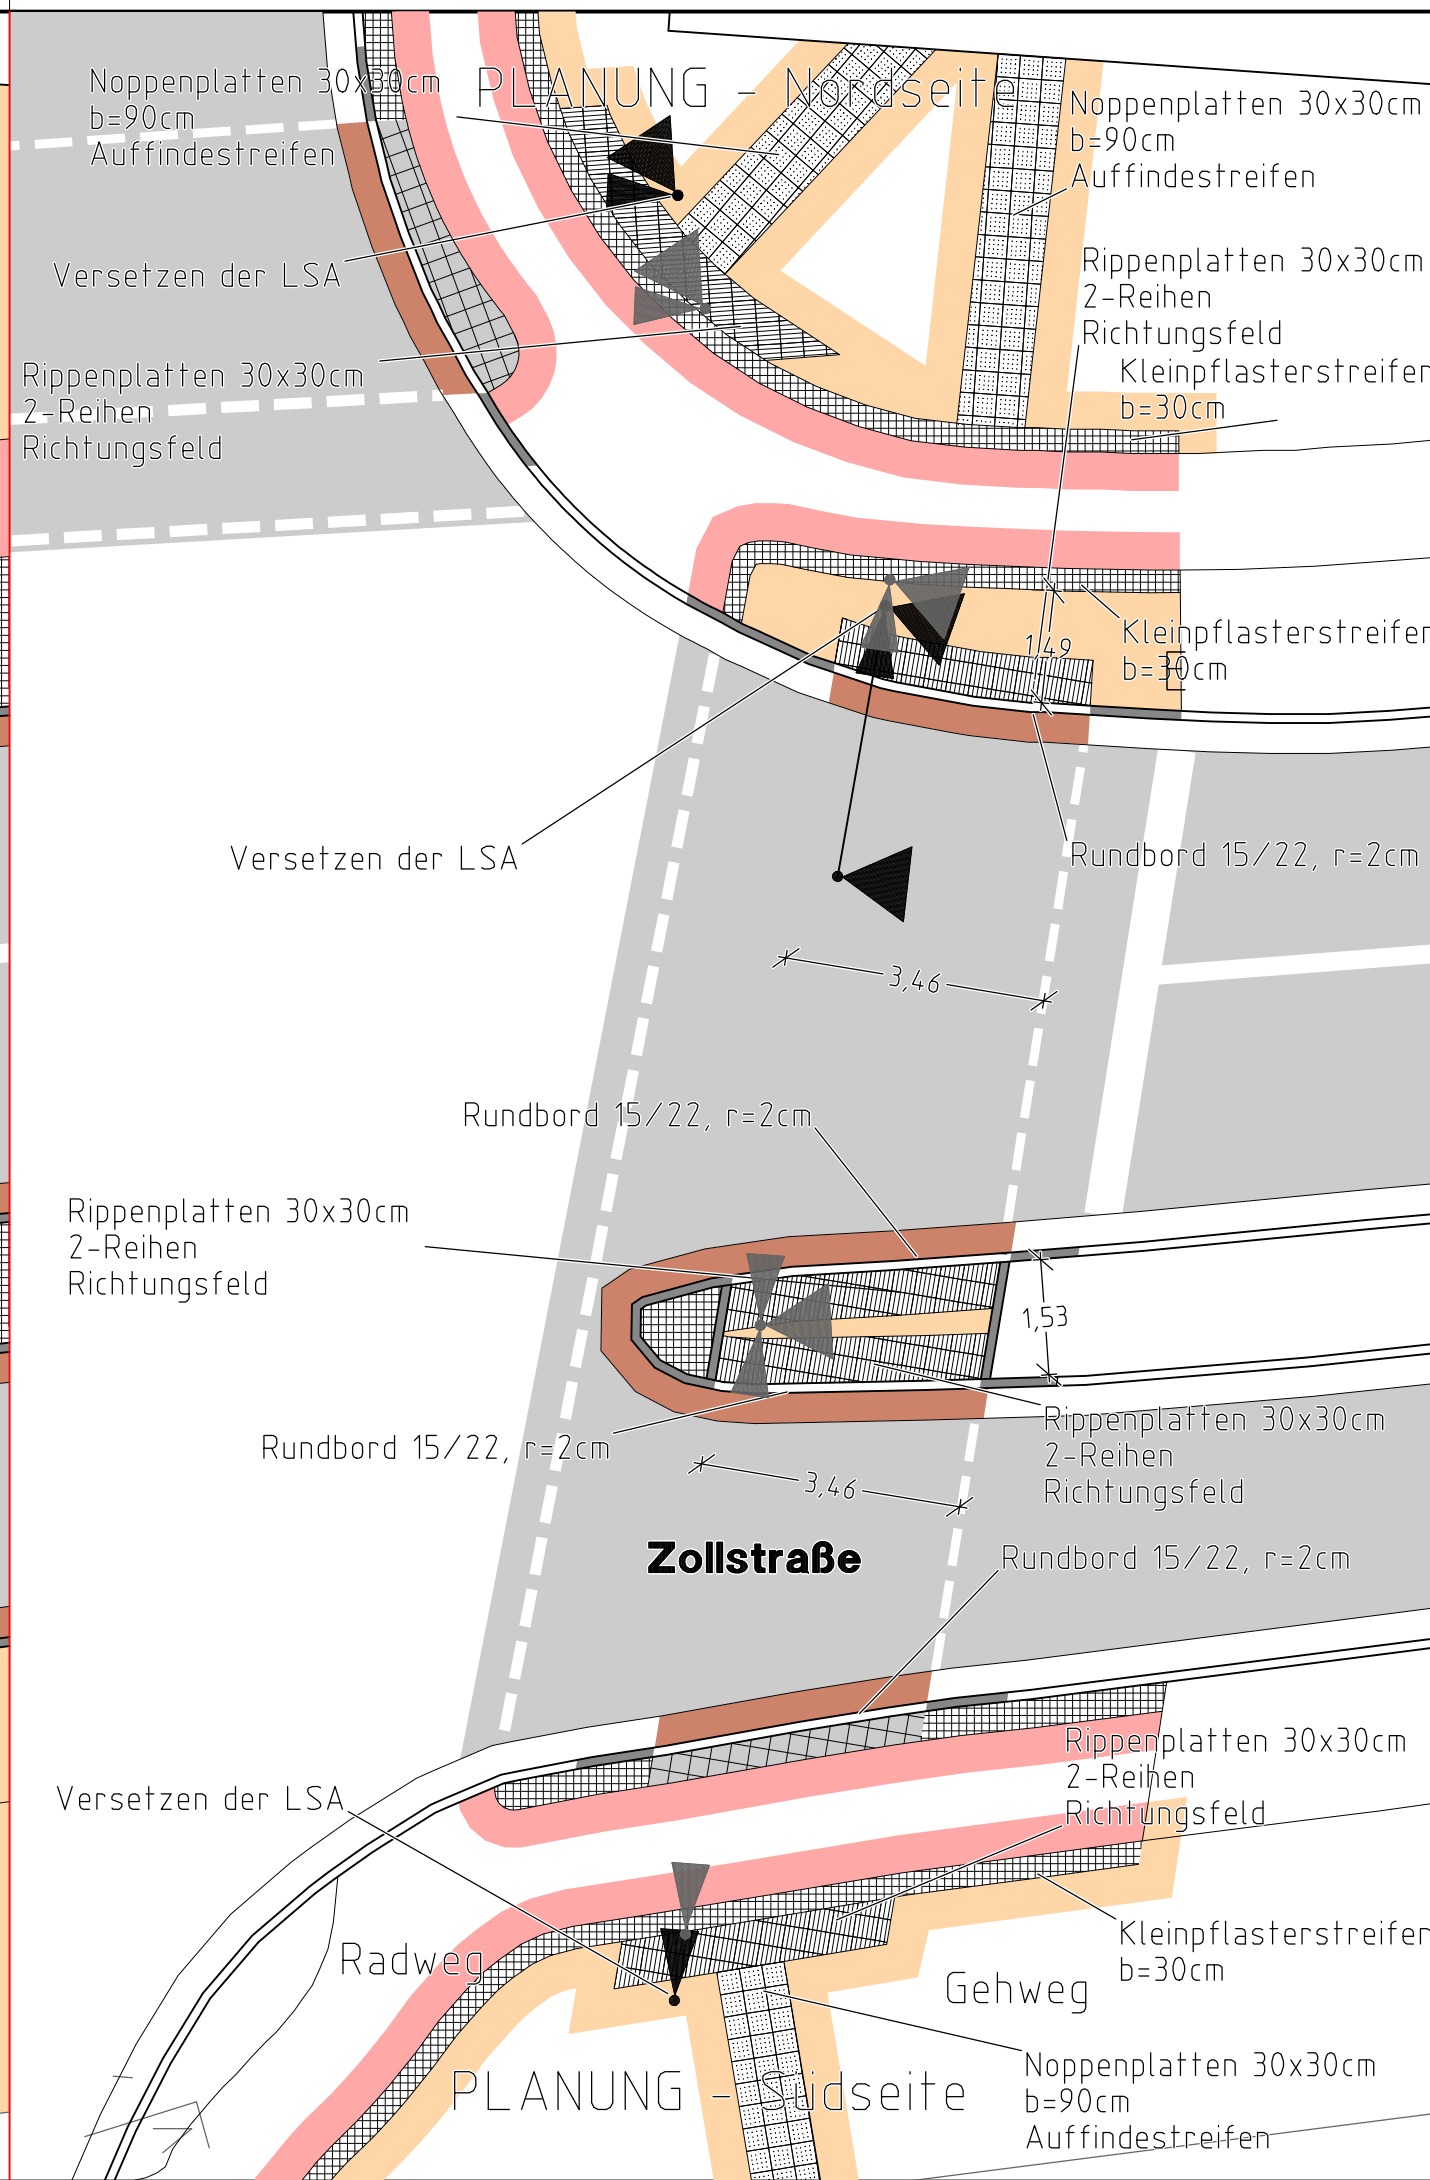 PLANUNG - Nordseite
Noppenplatten 30x30cm
b=90cm
Auffindestreifen
Noppenplatten 30x30cm
b=90cm
Auffindestreifen
Versetzen der LSA
Rippenplatten 30x30cm
2-Reihen
Richtungsfeld
Kleinpflasterstreifen
b=30cm
Rippenplatten 30x30cm
2-Reihen
Richtungsfeld
1,49
Kleinpflasterstreifen
b=30cm
Versetzen der LSA
Rundbord 15/22, r=2cm
3,46
Rundbord 15/22, r=2cm
Rippenplatten 30x30cm
2-Reihen
Richtungsfeld
1,53
Rippenplatten 30x30cm
2-Reihen
Richtungsfeld
Rundbord 15/22, r=2cm
3,46
Zollstraße
Rundbord 15/22, r=2cm
Rippenplatten 30x30cm
2-Reihen
Richtungsfeld
Versetzen der LSA
Radweg
Kleinpflasterstreifen
b=30cm
Gehweg
Noppenplatten 30x30cm
b=90cm
Auffindestreifen
PLANUNG - Südseite